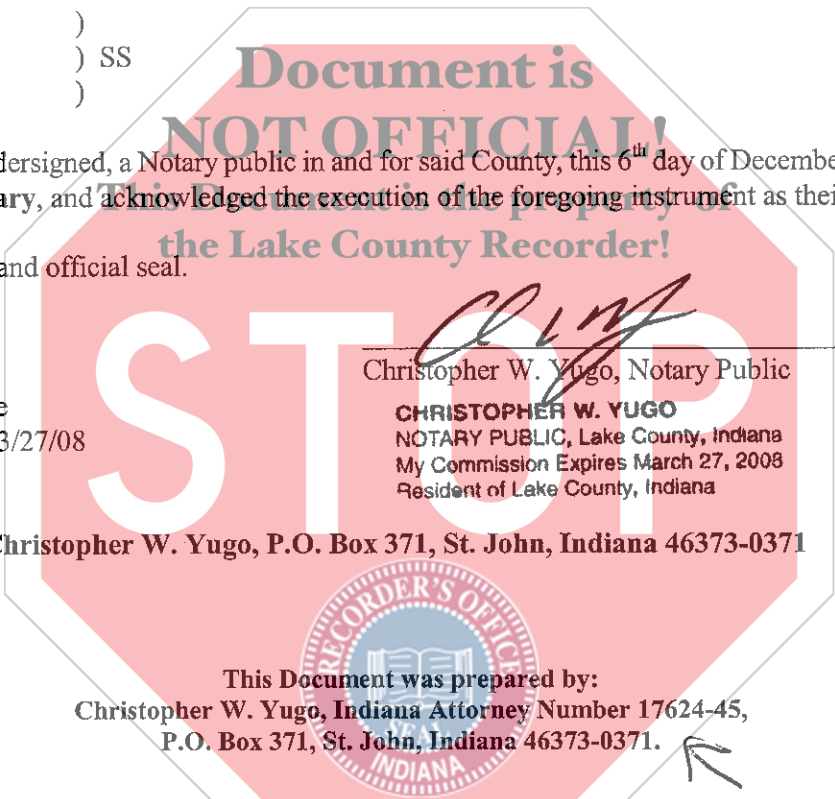 )
) SS
)
Document is
NOT OFFICIAL!
dersigned, a Notary public in and for said County, this 6th day of Decembe
This Document is the property of
ary, and acknowledged the execution of the foregoing instrument as thei
the Lake County Recorder!
and official seal.
STOP
Christopher W. Yugo, Notary Public
e
CHRISTOPHER W. YUGO
3/27/08
NOTARY PUBLIC, Lake County, Indiana
My Commission Expires March 27, 2008
Resident of Lake County, Indiana
Christopher W. Yugo, P.O. Box 371, St. John, Indiana 46373-0371
RECORDER'S OFFICE
This Document was prepared by:
Christopher W. Yugo, Indiana Attorney Number 17624-45,
P.O. Box 371, St. John, Indiana 46373-0371.
SEAL
INDIANA